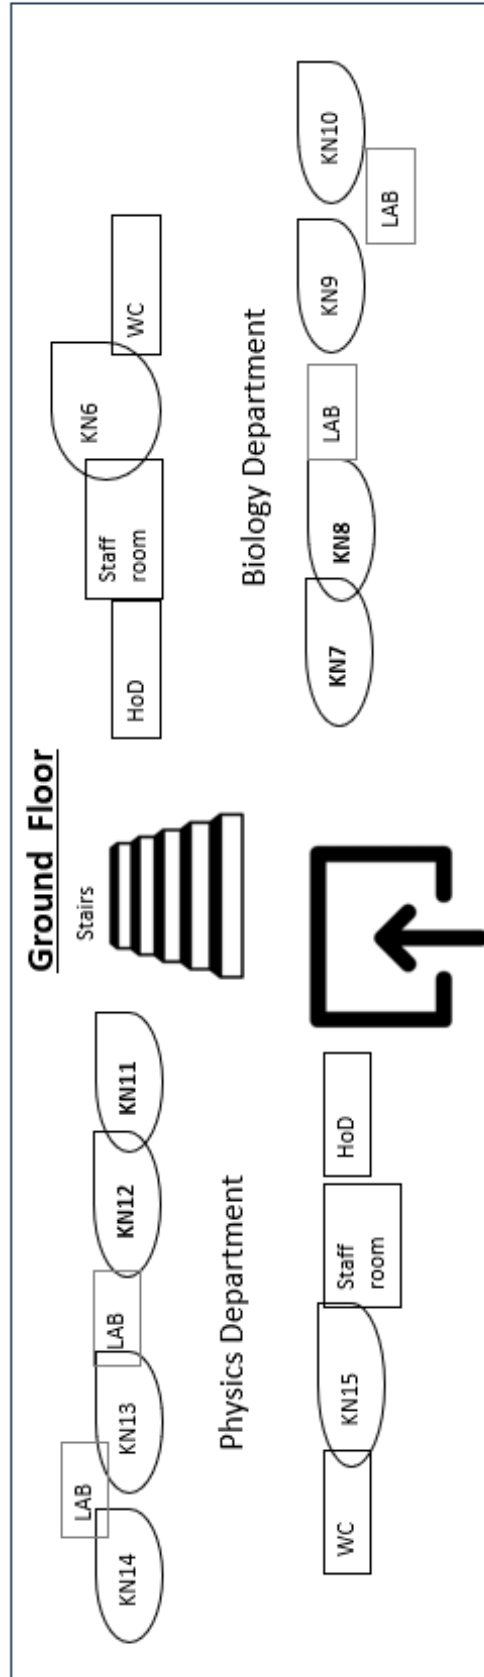 Ground Floor
Stairs
KN14
LAB
KN13
LAB
KN12
KN11
HoD
Staff
room
KN6
WC
Physics Department
Biology Department
WC
KN15
Staff
room
HoD
KN7
KN8
LAB
KN9
KN10
LAB